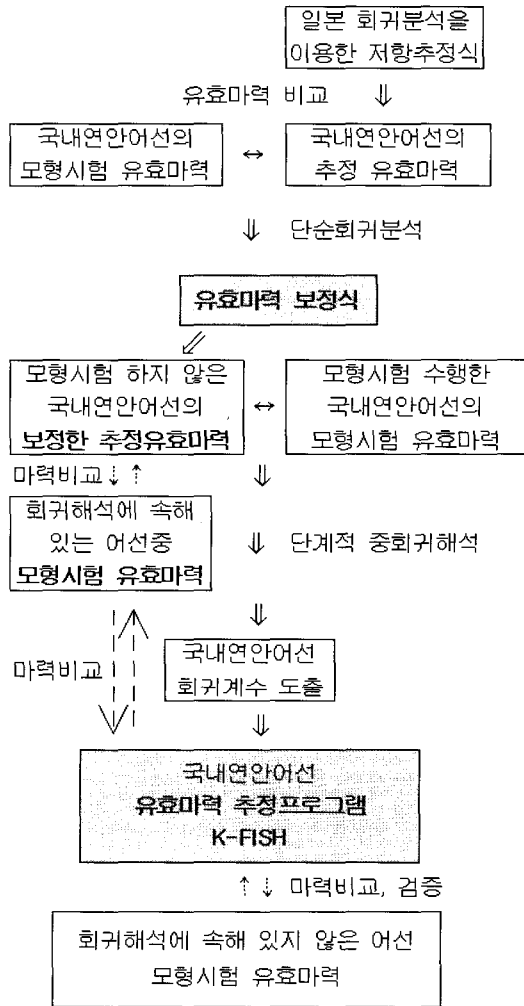 일본 회귀분석을
이용한 저항추정식
유효마력 비교 ⇓
국내연안어선의
모형시험 유효마력
↔
국내연안어선의
추정 유효마력
⇓ 단순회귀분석
유효마력 보정식
⇙
모형시험 하지 않은
국내연안어선의
보정한 추정유효마력
↔
모형시험 수행한
국내연안어선의
모형시험 유효마력
마력비교↓↑ ⇓
회귀해석에 속해
있는 어선중
모형시험 유효마력
⇓ 단계적 중회귀해석
⇓
마력비교
국내연안어선
회귀계수 도출
⇓
국내연안어선
유효마력 추정프로그램
K-FISH
↑↓ 마력비교, 검증
회귀해석에 속해 있지 않은 어선
모형시험 유효마력